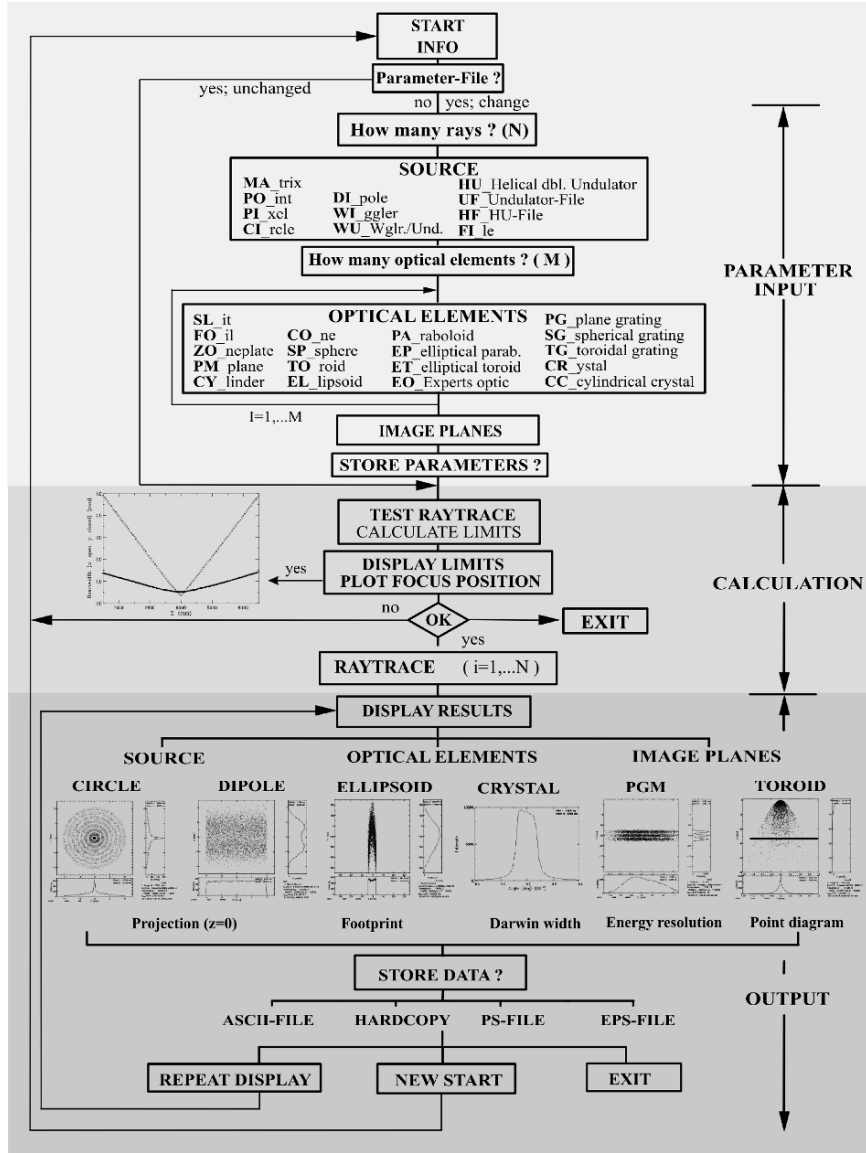 START
INFO
Parameter-File ?
yes; unchanged
no yes; change
How many rays ? (N)
SOURCE
MA_trix
PO_int
PI_xel
CI_rcle
DI_pole
WI_ggler
WU_Wglr./Und.
HU_Helical dbl. Undulator
UF_Undulator-File
HF_HU-File
FI_le
How many optical elements ? ( M )
PARAMETER
INPUT
OPTICAL ELEMENTS
SL_it
FO_il
ZO_neplate
PM_plane
CY_linder
CO_ne
SP_sphere
TO_roid
EL_lipsoid
PA_raboloid
EP_elliptical parab.
ET_elliptical toroid
EO_Experts optic
PG_plane grating
SG_spherical grating
TG_toroidal grating
CR_ystal
CC_cylindrical crystal
I=1,...M
IMAGE PLANES
STORE PARAMETERS ?
TEST RAYTRACE
CALCULATE LIMITS
DISPLAY LIMITS
PLOT FOCUS POSITION
yes
CALCULATION
no
OK
EXIT
yes
RAYTRACE ( i=1,...N )
DISPLAY RESULTS
SOURCE OPTICAL ELEMENTS IMAGE PLANES
CIRCLE DIPOLE ELLIPSOID CRYSTAL PGM TOROID
Projection (z=0) Footprint Darwin width Energy resolution Point diagram
STORE DATA ?
OUTPUT
ASCII-FILE HARDCOPY PS-FILE EPS-FILE
REPEAT DISPLAY NEW START EXIT